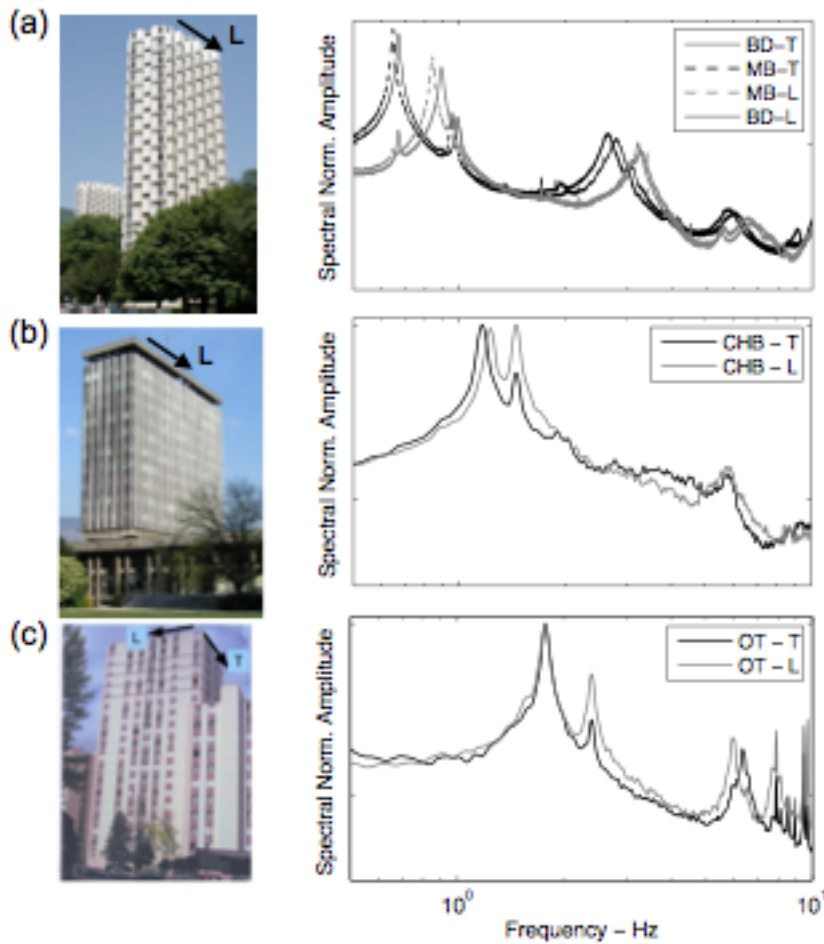 (a)
L
Spectral Norm. Amplitude
BD-T
MB-T
MB-L
BD-L
(b)
L
Spectral Norm. Amplitude
CHB - T
CHB - L
(c)
L
T
Spectral Norm. Amplitude
OT - T
OT - L
10⁰
10¹
Frequency - Hz